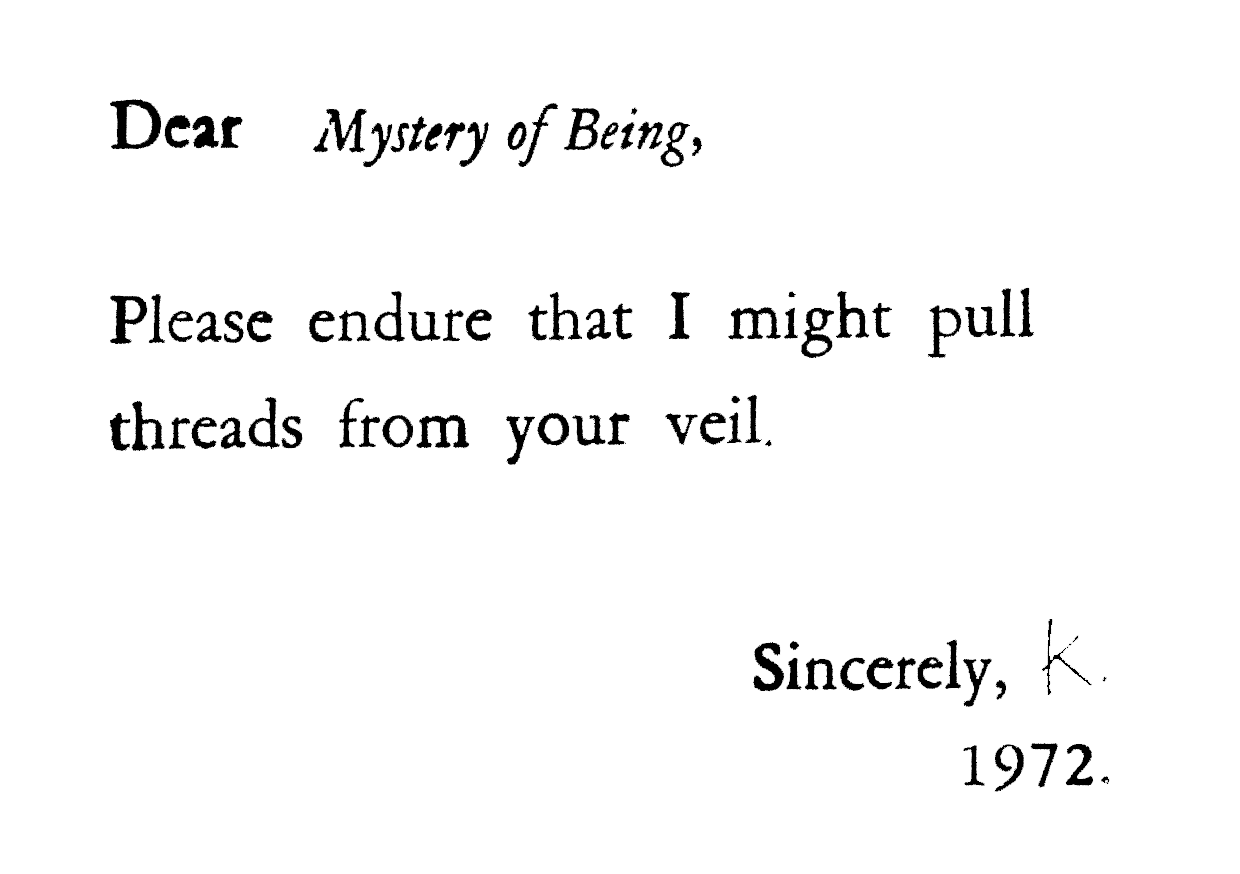 Dear Mystery of Being,
Please endure that I might pull
threads from your veil.
Sincerely, K.
1972.